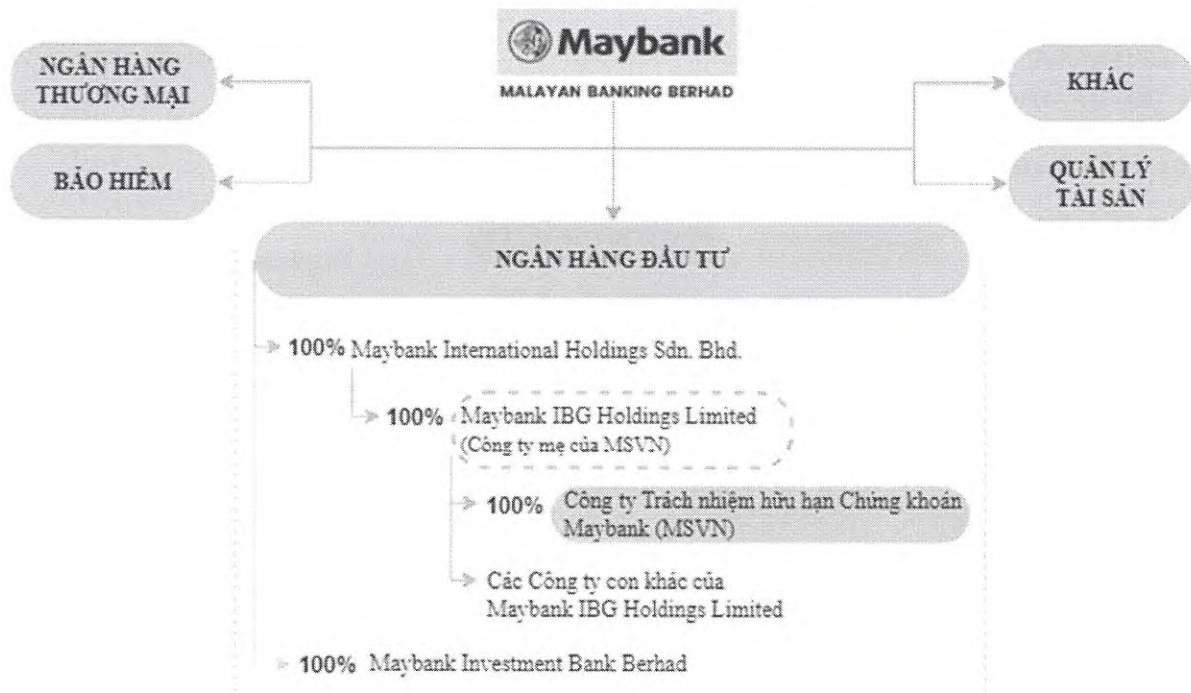 Maybank
MALAYAN BANKING BERHAD
NGÂN HÀNG
THƯƠNG MẠI
BẢO HIỂM
KHÁC
QUẢN LÝ
TÀI SẢN
NGÂN HÀNG ĐẦU TƯ
100% Maybank International Holdings Sdn. Bhd.
100% Maybank IBG Holdings Limited
(Công ty mẹ của MSVN)
100% Công ty Trách nhiệm hữu hạn Chứng khoán
Maybank (MSVN)
Các Công ty con khác của
Maybank IBG Holdings Limited
100% Maybank Investment Bank Berhad